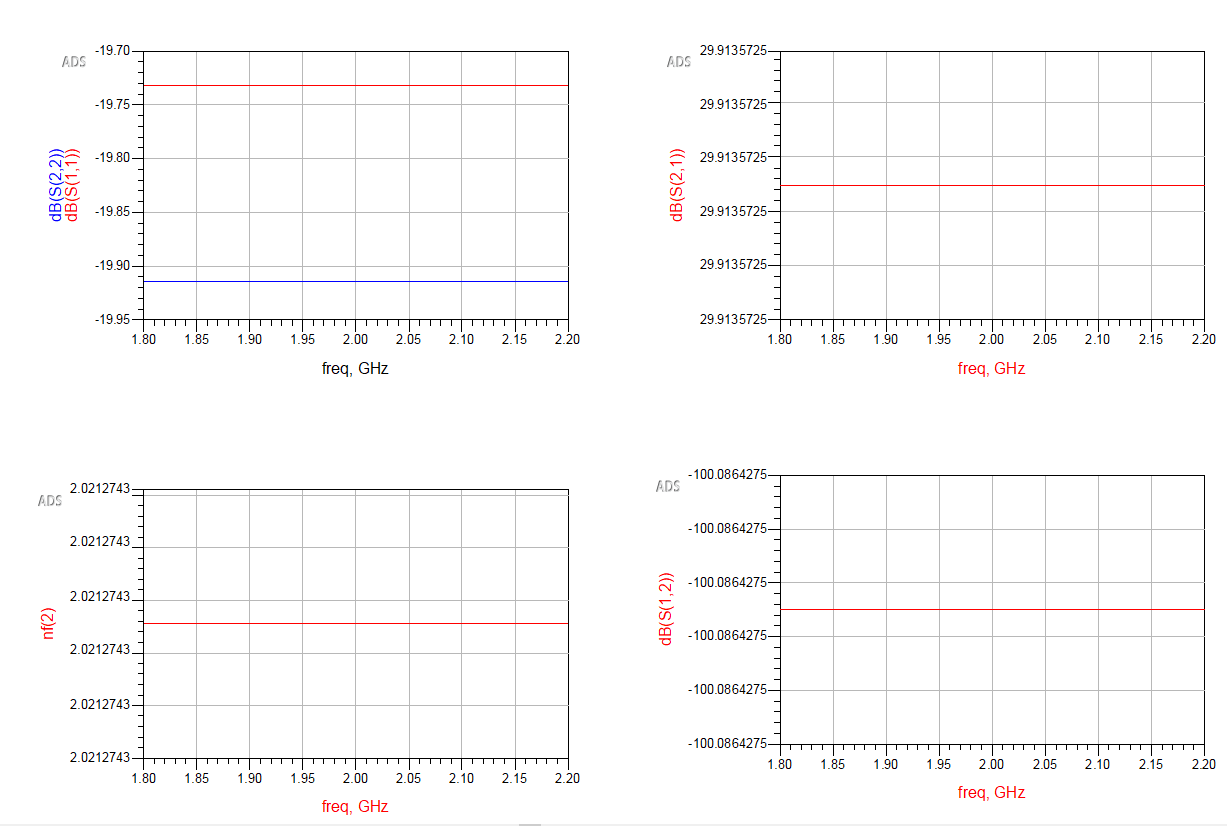 ADS
-19.70
-19.75
-19.80
-19.85
-19.90
-19.95
dB(S(2,2))
dB(S(1,1))
1.80 1.85 1.90 1.95 2.00 2.05 2.10 2.15 2.20
freq, GHz
ADS
29.9135725
29.9135725
29.9135725
29.9135725
29.9135725
29.9135725
dB(S(2,1))
1.80 1.85 1.90 1.95 2.00 2.05 2.10 2.15 2.20
freq, GHz
ADS
2.0212743
2.0212743
2.0212743
2.0212743
2.0212743
2.0212743
nf(2)
1.80 1.85 1.90 1.95 2.00 2.05 2.10 2.15 2.20
freq, GHz
ADS
-100.0864275
-100.0864275
-100.0864275
-100.0864275
-100.0864275
-100.0864275
dB(S(1,2))
1.80 1.85 1.90 1.95 2.00 2.05 2.10 2.15 2.20
freq, GHz